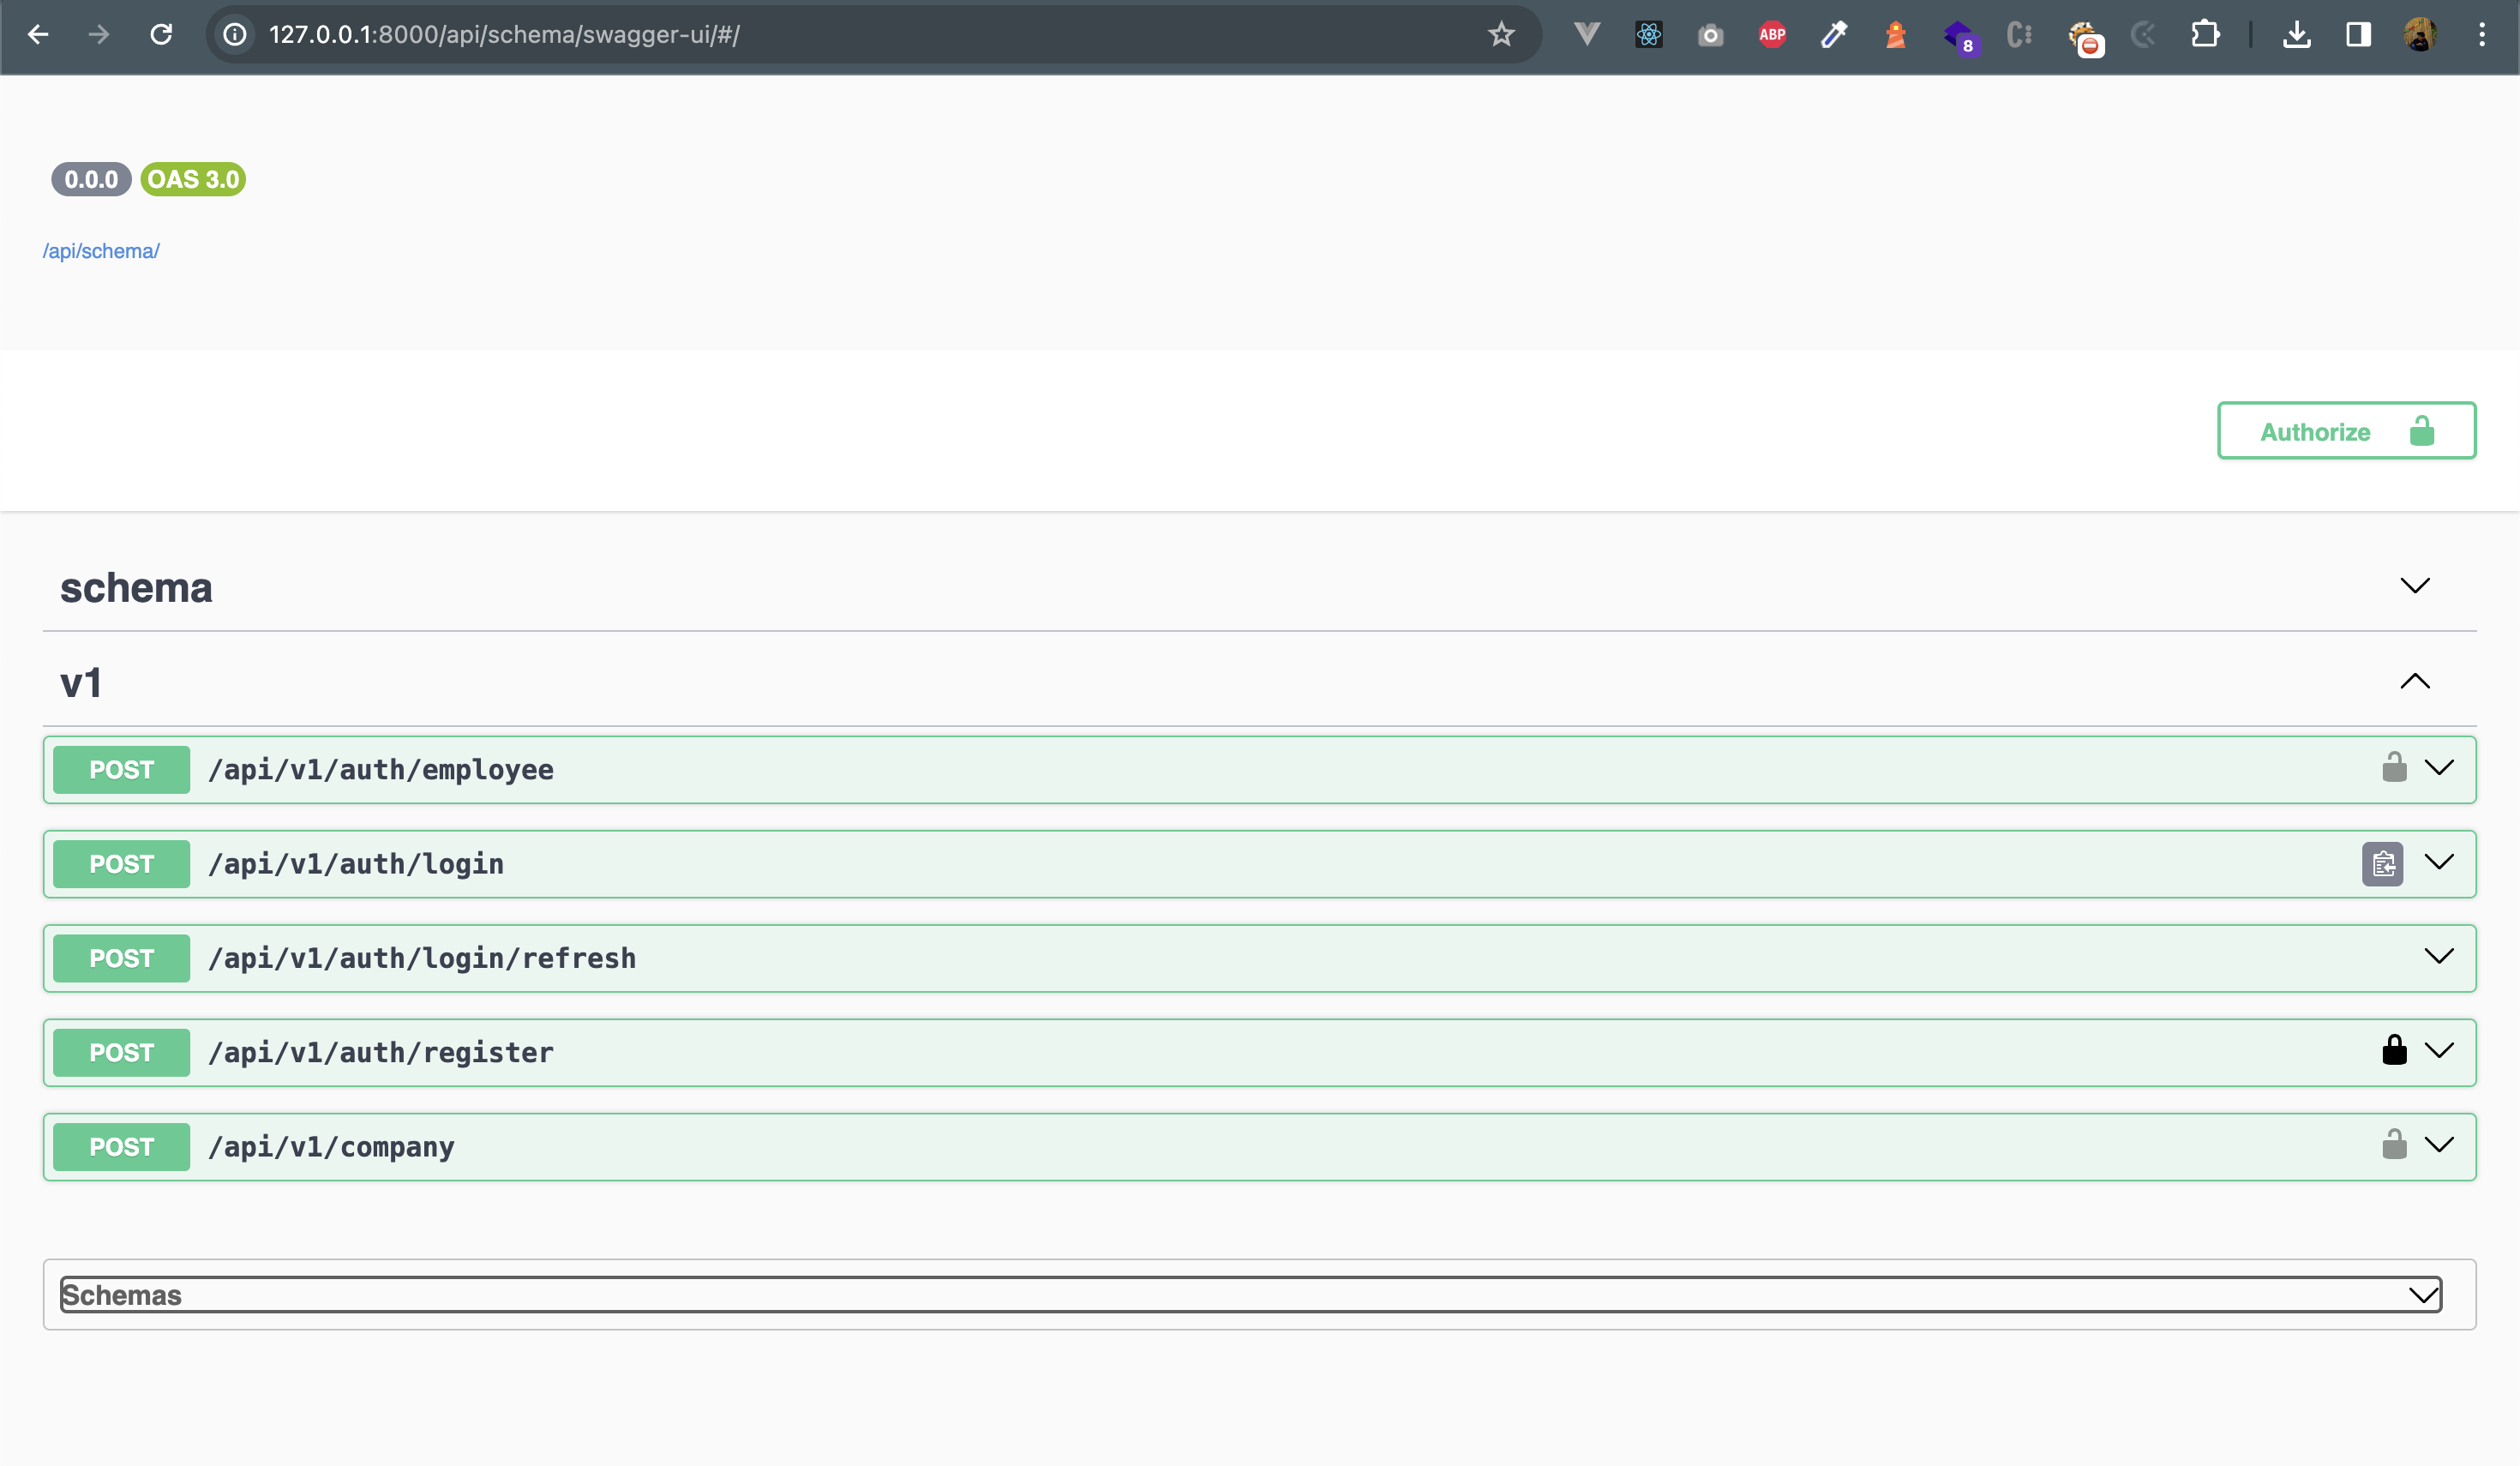 127.0.0.1:8000/api/schema/swagger-ui/#/
ABP
8
0.0.0 OAS 3.0
/api/schema/
Authorize
schema
v1
POST /api/v1/auth/employee
POST /api/v1/auth/login
POST /api/v1/auth/login/refresh
POST /api/v1/auth/register
POST /api/v1/company
Schemas